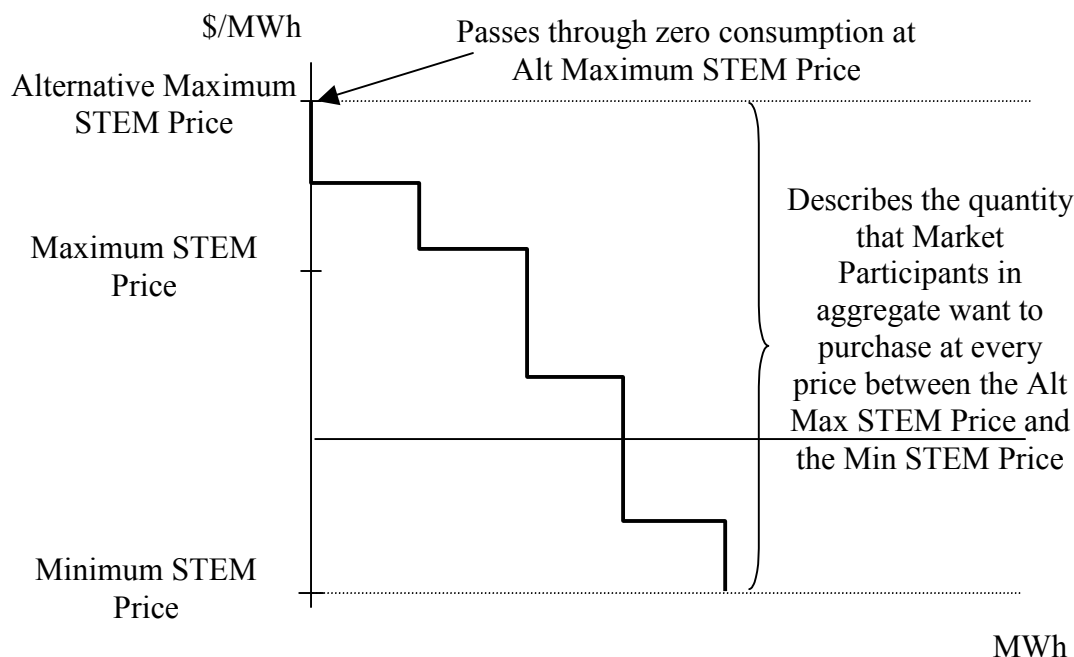 $/MWh
Passes through zero consumption at
Alt Maximum STEM Price
Alternative Maximum
STEM Price
Maximum STEM
Price
Describes the quantity
that Market
Participants in
aggregate want to
purchase at every
price between the Alt
Max STEM Price and
the Min STEM Price
Minimum STEM
Price
MWh